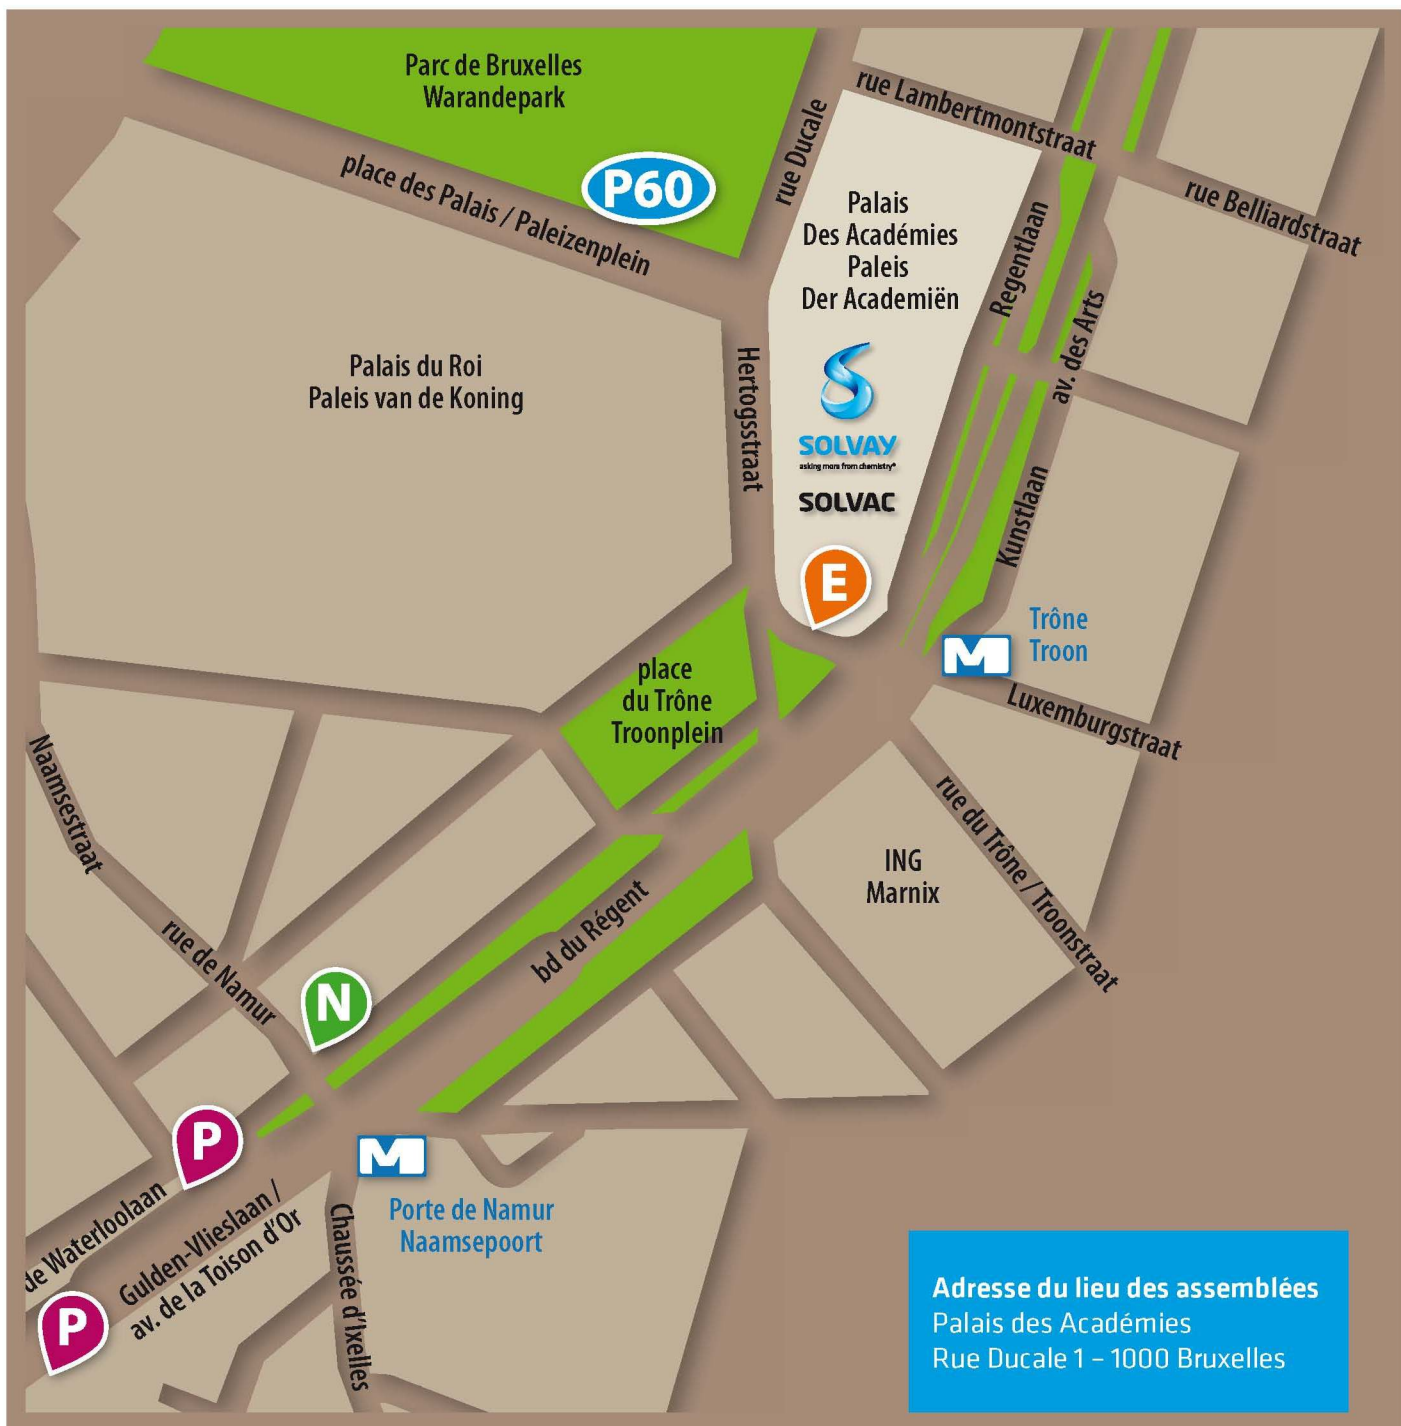 Parc de Bruxelles
Warandepark
rue Lambertmontstraat
rue Ducale
place des Palais / Paleizenplein
P60
rue Belliardstraat
Palais
Des Académies
Paleis
Der Academiën
Regentlaan
av. des Arts
Palais du Roi
Paleis van de Koning
Hertogsstraat
SOLVAY
asking more from chemistry®
SOLVAC
Kunstlaan
E
Trône
Troon
M
place
du Trône
Troonplein
Luxemburgstraat
Naamsestraat
rue du Trône / Troonstraat
ING
Marnix
bd du Régent
rue de Namur
N
P
M
Porte de Namur
Naamsepoort
de Waterloolaan
Gulden-Vlieslaan /
av. de la Toison d'Or
Chaussée d'Ixelles
P
Adresse du lieu des assemblées
Palais des Académies
Rue Ducale 1 – 1000 Bruxelles